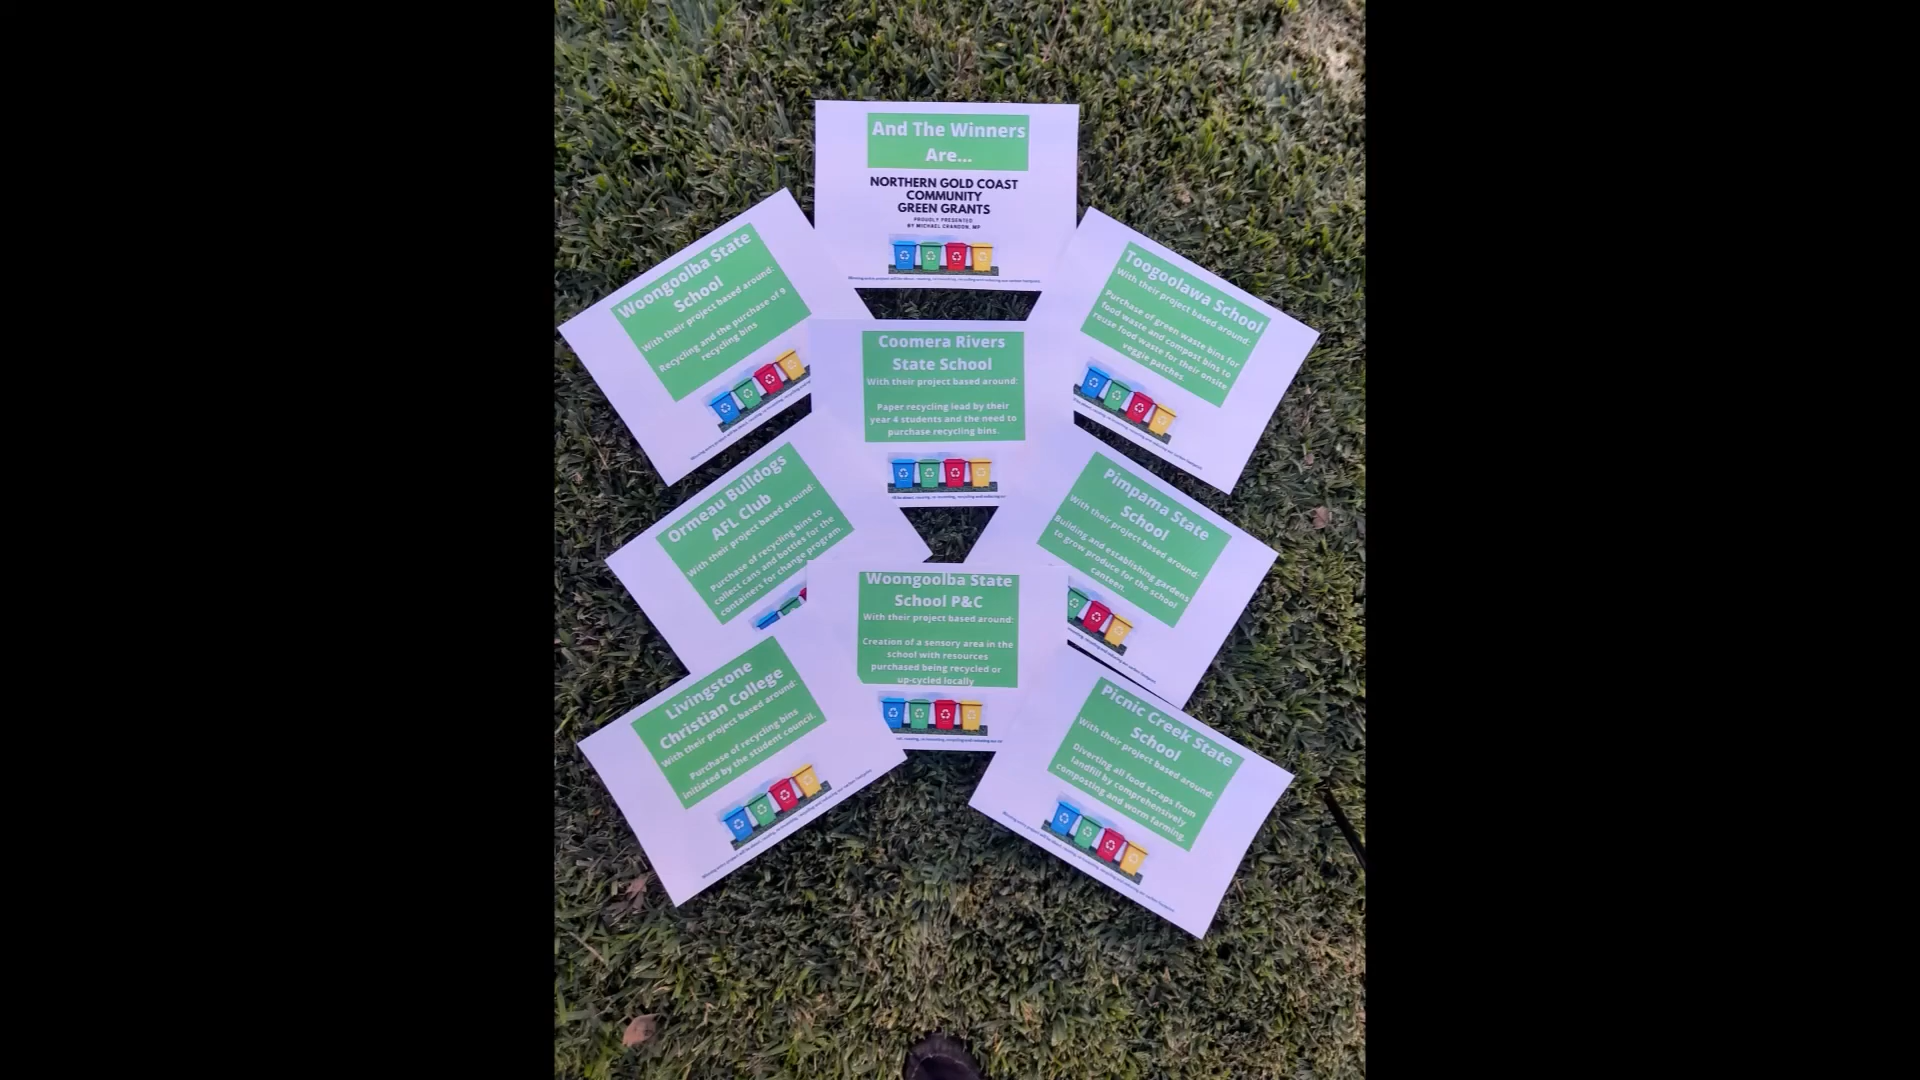 And The Winners
Are...
NORTHERN GOLD COAST
COMMUNITY
GREEN GRANTS
PROUDLY PRESENTED
BY MICHAEL CRANDON, MP
Woongoolba State
School
With their project based around:
Recycling and the purchase of 9
recycling bins
Coomera Rivers
State School
With their project based around:
Paper recycling lead by their
year 4 students and the need to
purchase recycling bins.
Toogoolawa School
With their project based around:
Purchase of green waste bins for
food waste and compost bins to
reuse food waste for their onsite
veggie patches.
Ormeau Bulldogs
AFL Club
With their project based around:
Purchase of recycling bins to
collect cans and bottles for the
containers for change program.
Woongoolba State
School P&C
With their project based around:
Creation of a sensory area in the
school with resources
purchased being recycled or
up-cycled locally
Pimpama State
School
With their project based around:
Building and establishing gardens
to grow produce for the school
canteen.
Livingstone
Christian College
With their project based around:
Purchase of recycling bins
initiated by the student council.
Picnic Creek State
School
With their project based around:
Diverting all food scraps from
landfill by comprehensively
composting and worm farming.